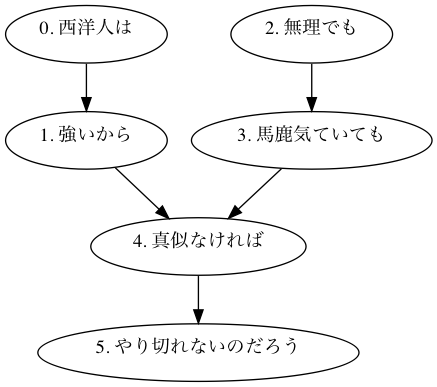 0. 西洋人は
2. 無理でも
1. 強いから
3. 馬鹿気ていても
4. 真似なければ
5. やり切れないのだろう